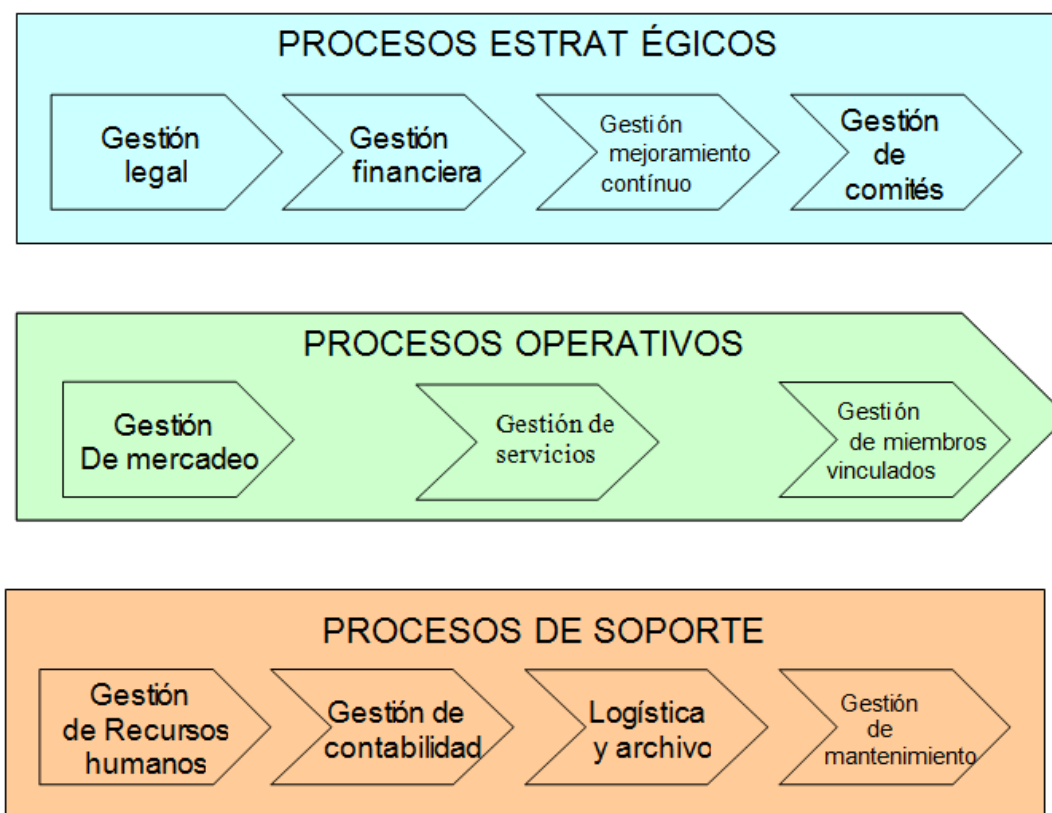 PROCESOS ESTRAT ÉGICOS
Gestión
legal
Gestión
financiera
Gestión
mejoramiento
contínuo
Gestión
de
comités
PROCESOS OPERATIVOS
Gestión
De mercadeo
Gestión de
servicios
Gestión
de miembros
vinculados
PROCESOS DE SOPORTE
Gestión
de Recursos
humanos
Gestión de
contabilidad
Logística
y archivo
Gestión
de
mantenimiento